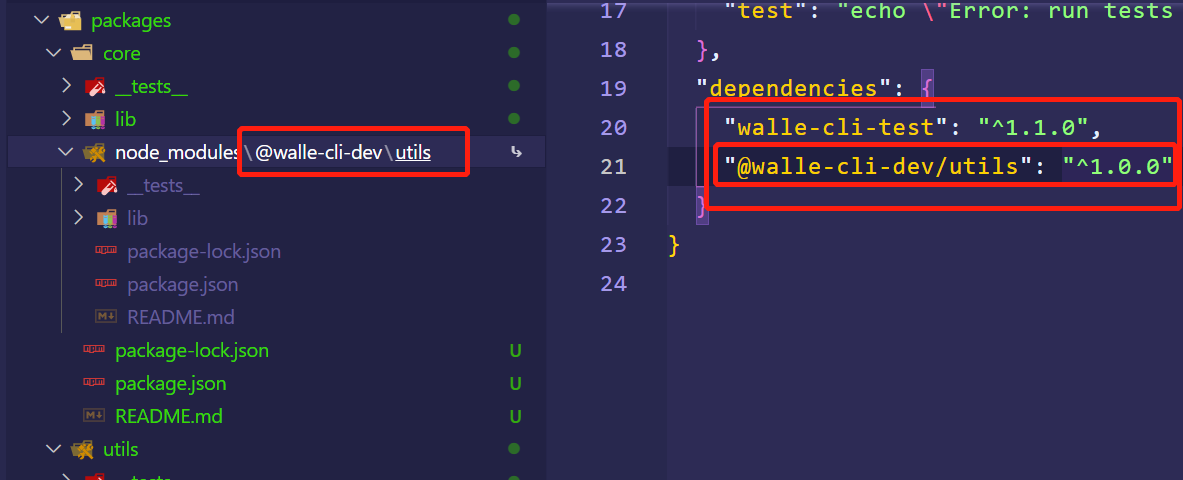 packages
core
__tests__
lib
node_modules\@walle-cli-dev\utils
__tests__
lib
package-lock.json
package.json
README.md
package-lock.json U
package.json U
README.md U
utils
17 "test": "echo \"Error: run tests
18 },
19 "dependencies": {
20 "walle-cli-test": "^1.1.0",
21 "@walle-cli-dev/utils": "^1.0.0"
22 }
23 }
24